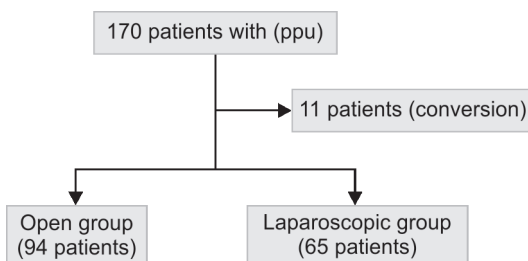 170 patients with (ppu)
11 patients (conversion)
Open group
(94 patients)
Laparoscopic group
(65 patients)